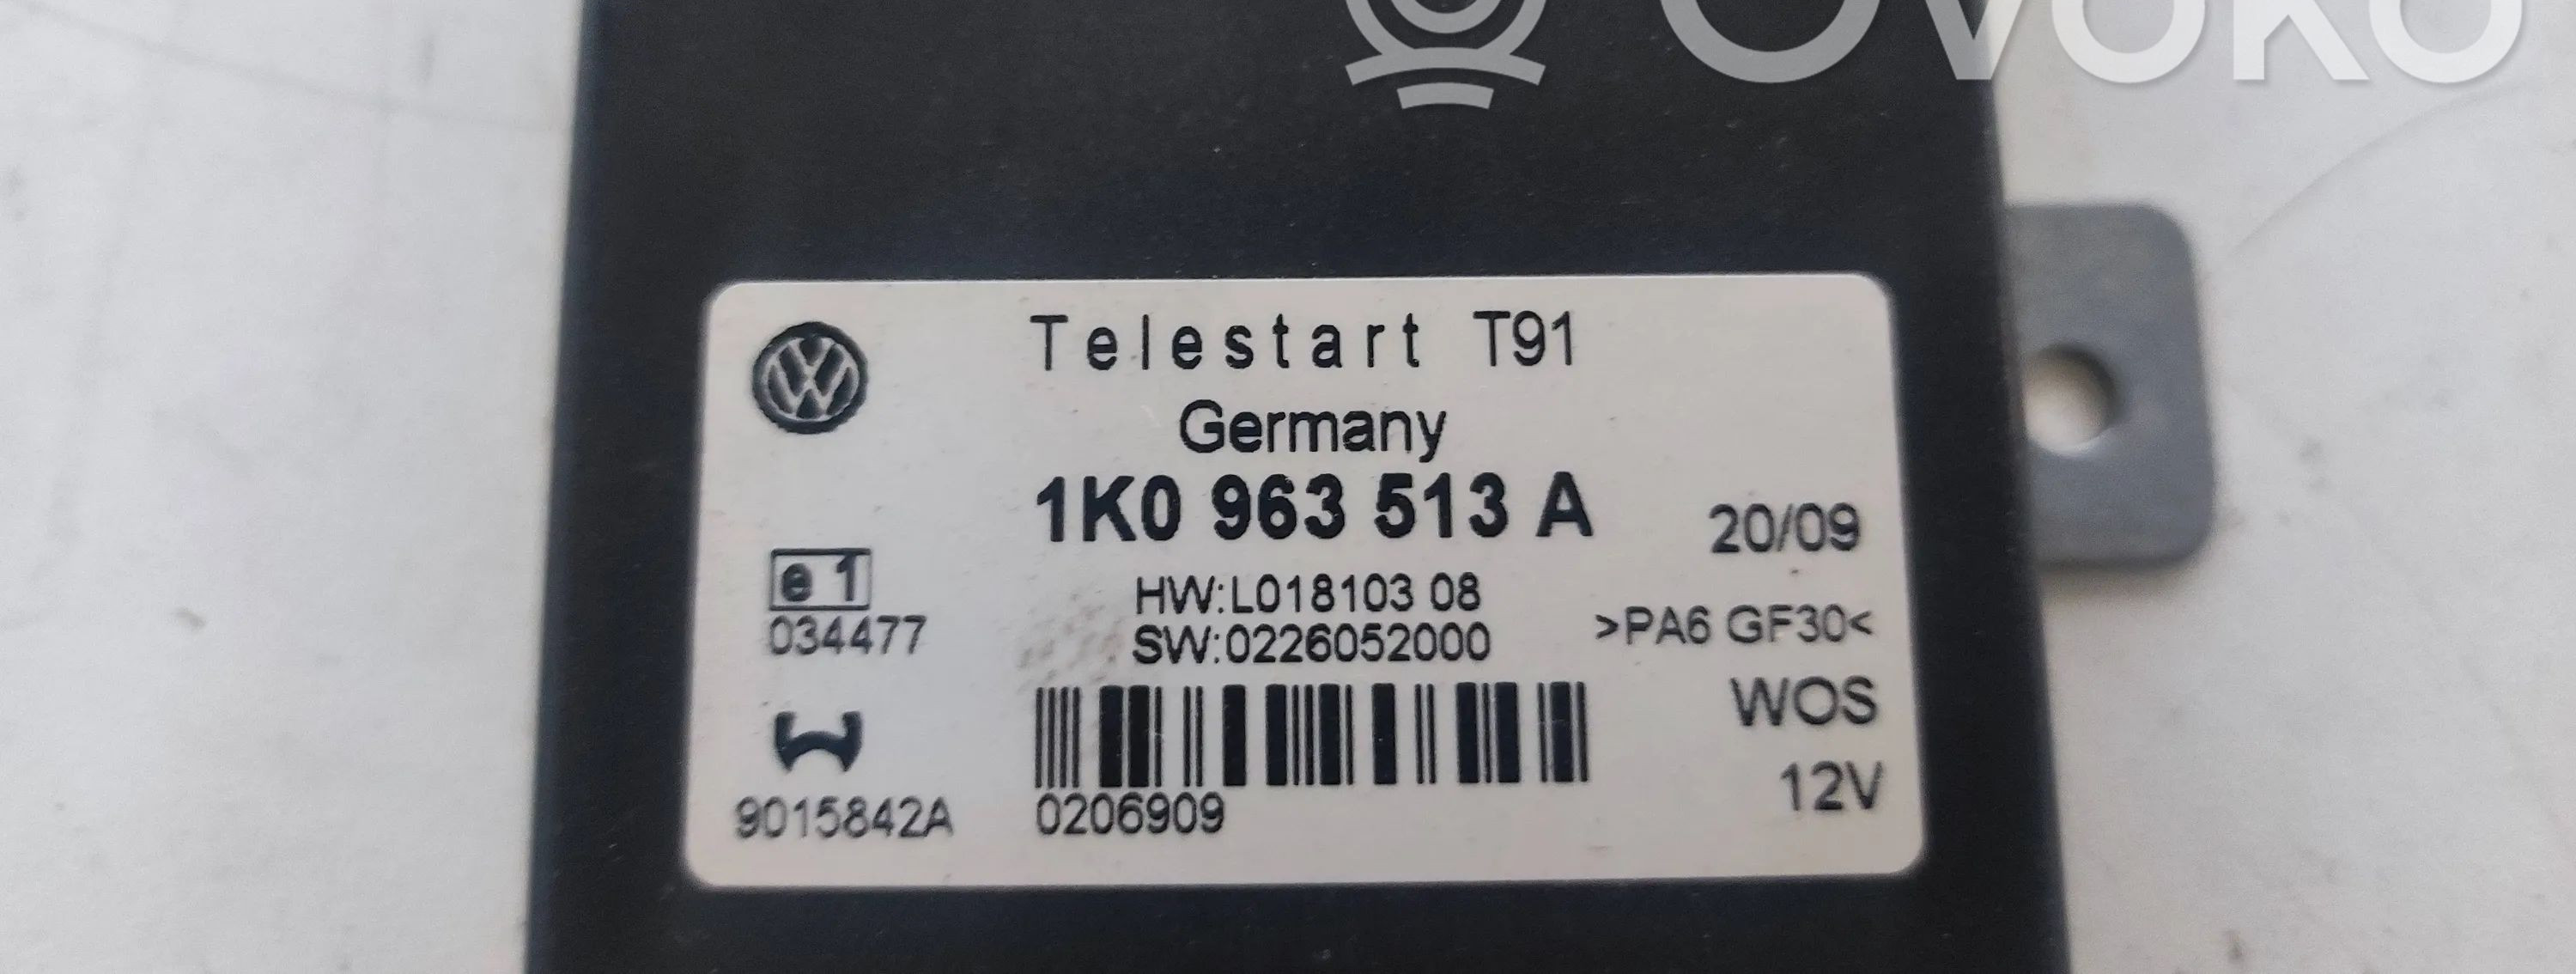 OVOKO
Telestart T91
Germany
1K0 963 513 A
20/09
e 1
034477
HW:L018103 08
SW:0226052000
>PA6 GF30<
WOS
12V
9015842A
0206909